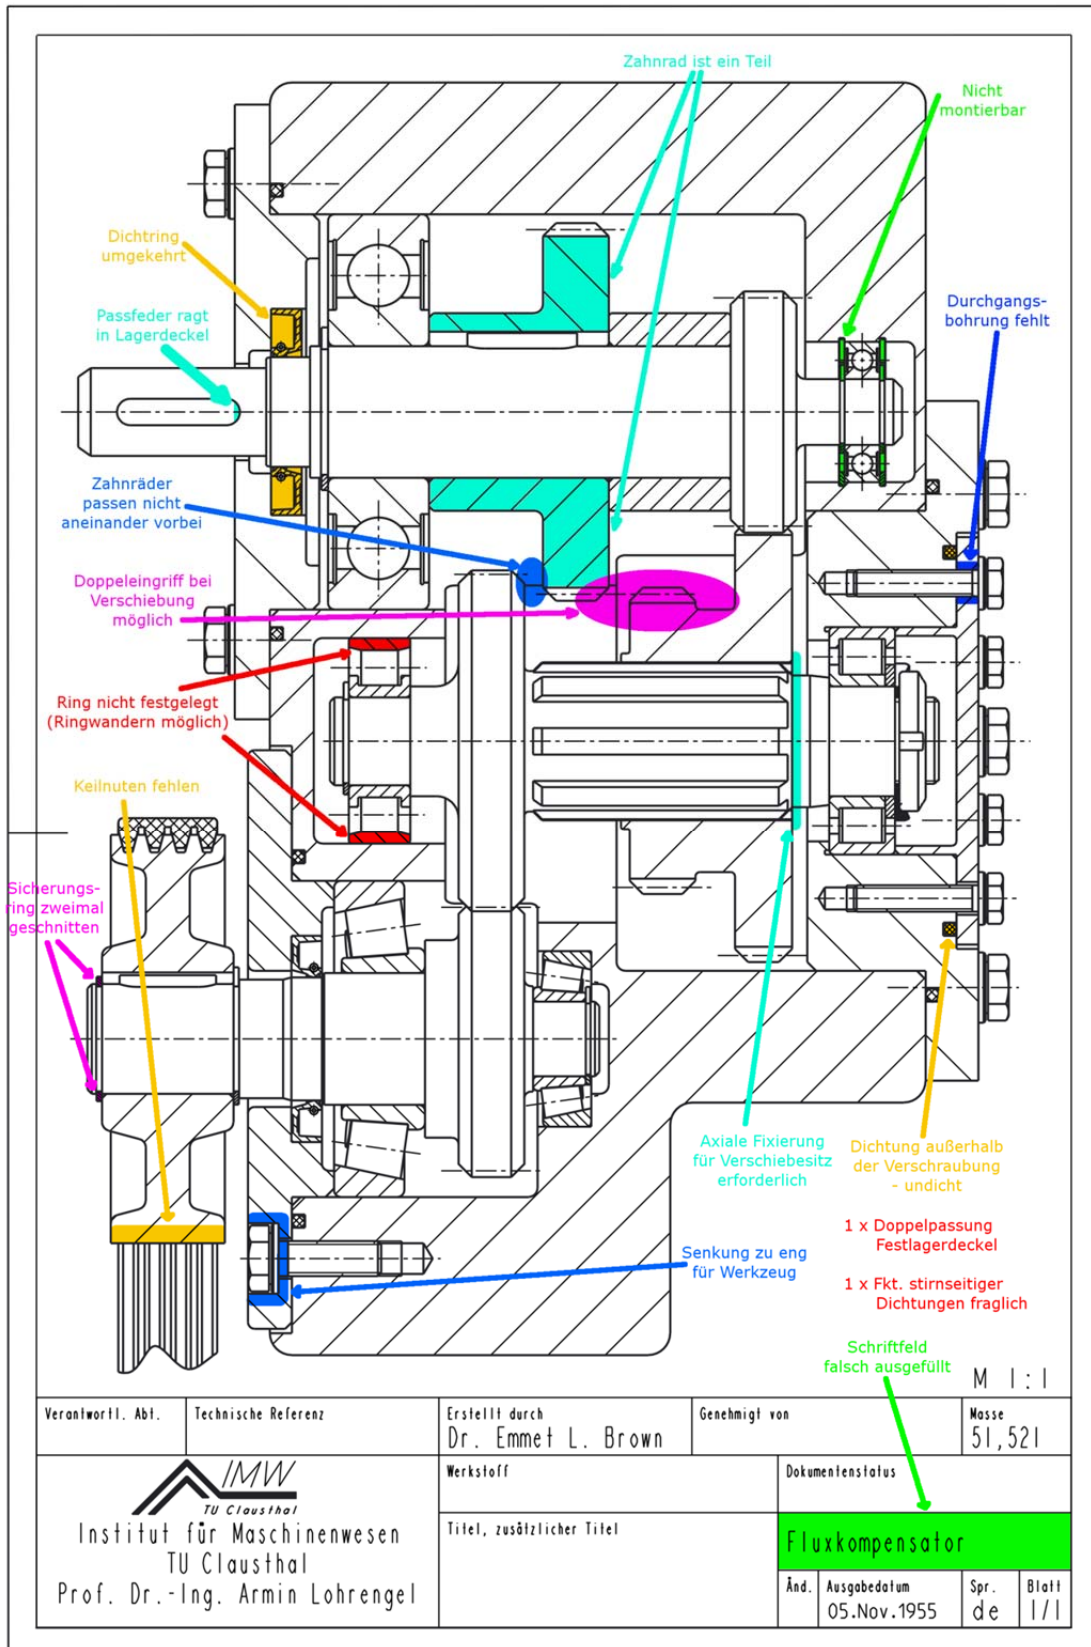 Zahnrad ist ein Teil
Nicht
montierbar
Dichtring
umgekehrt
Passfeder ragt
in Lagerdeckel
Durchgangs-
bohrung fehlt
Zahnräder
passen nicht
aneinander vorbei
Doppeleingriff bei
Verschiebung
möglich
Ring nicht festgelegt
(Ringwandern möglich)
Keilnuten fehlen
Sicherungs-
ring zweimal
geschnitten
Axiale Fixierung
für Verschiebesitz
erforderlich
Dichtung außerhalb
der Verschraubung
- undicht
1 x Doppelpassung
Festlagerdeckel
Senkung zu eng
für Werkzeug
1 x Fkt. stirnseitiger
Dichtungen fraglich
Schriftfeld
falsch ausgefüllt
M 1:1
Verantwortl. Abt.
Technische Referenz
Erstellt durch
Dr. Emmet L. Brown
Genehmigt von
Masse
51,521
IMW
TU Clausthal
Institut für Maschinenwesen
TU Clausthal
Prof. Dr.-Ing. Armin Lohrengel
Werkstoff
Dokumentenstatus
Titel, zusätzlicher Titel
Fluxkompensator
Änd.
Ausgabedatum
05.Nov.1955
Spr.
de
Blatt
1/1